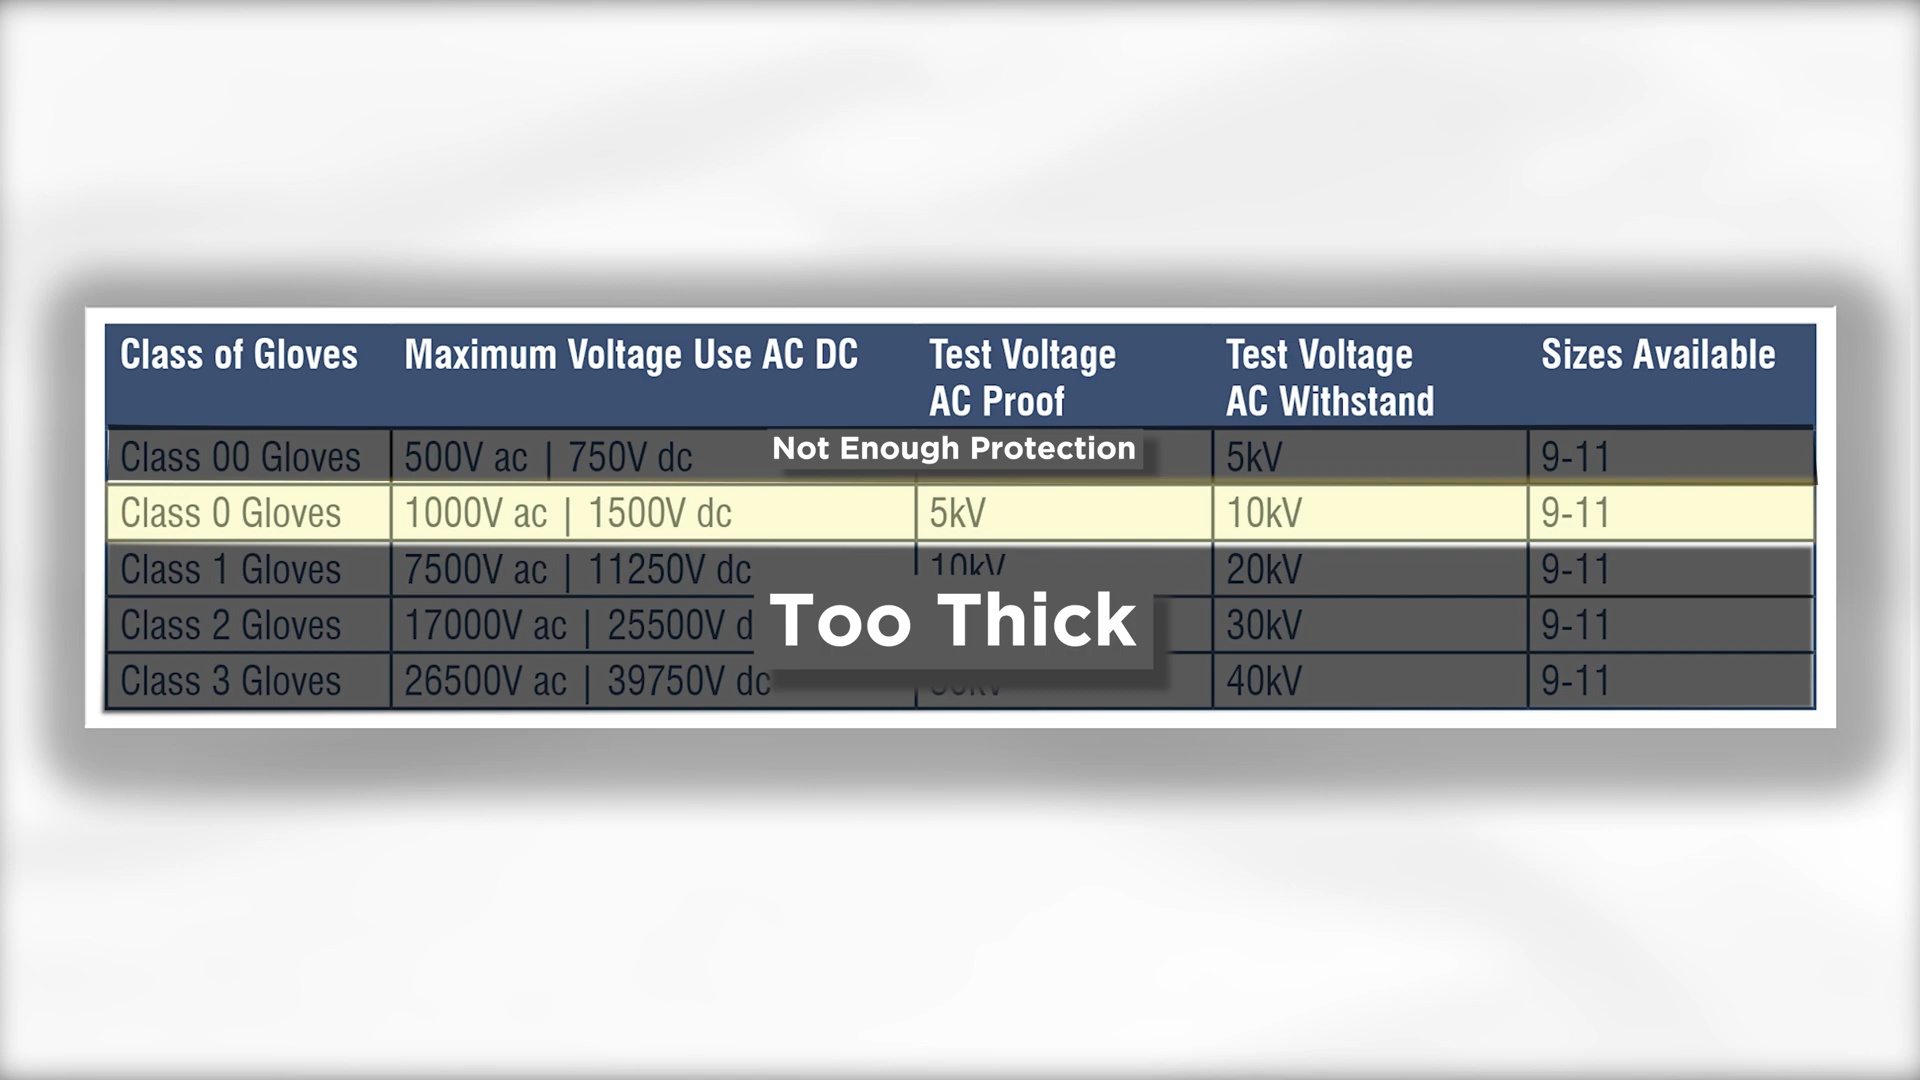 Class of Gloves Maximum Voltage Use AC DC Test Voltage AC Proof Test Voltage AC Withstand Sizes Available
Class 00 Gloves 500V ac | 750V dc Not Enough Protection 5kV 9-11
Class 0 Gloves 1000V ac | 1500V dc 5kV 10kV 9-11
Class 1 Gloves 7500V ac | 11250V dc 10kV 20kV 9-11
Too Thick
Class 2 Gloves 17000V ac | 25500V 30kV 9-11
Class 3 Gloves 26500V ac | 39750V dc 40kV 9-11